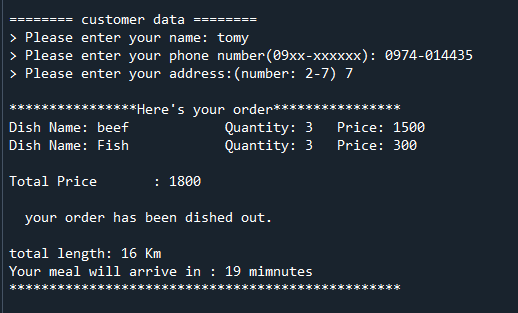 ======== customer data ========
> Please enter your name: tomy
> Please enter your phone number(09xx-xxxxxx): 0974-014435
> Please enter your address:(number: 2-7) 7
****************Here's your order****************
Dish Name: beef Quantity: 3 Price: 1500
Dish Name: Fish Quantity: 3 Price: 300
Total Price : 1800
your order has been dished out.
total length: 16 Km
Your meal will arrive in : 19 mimnutes
*************************************************